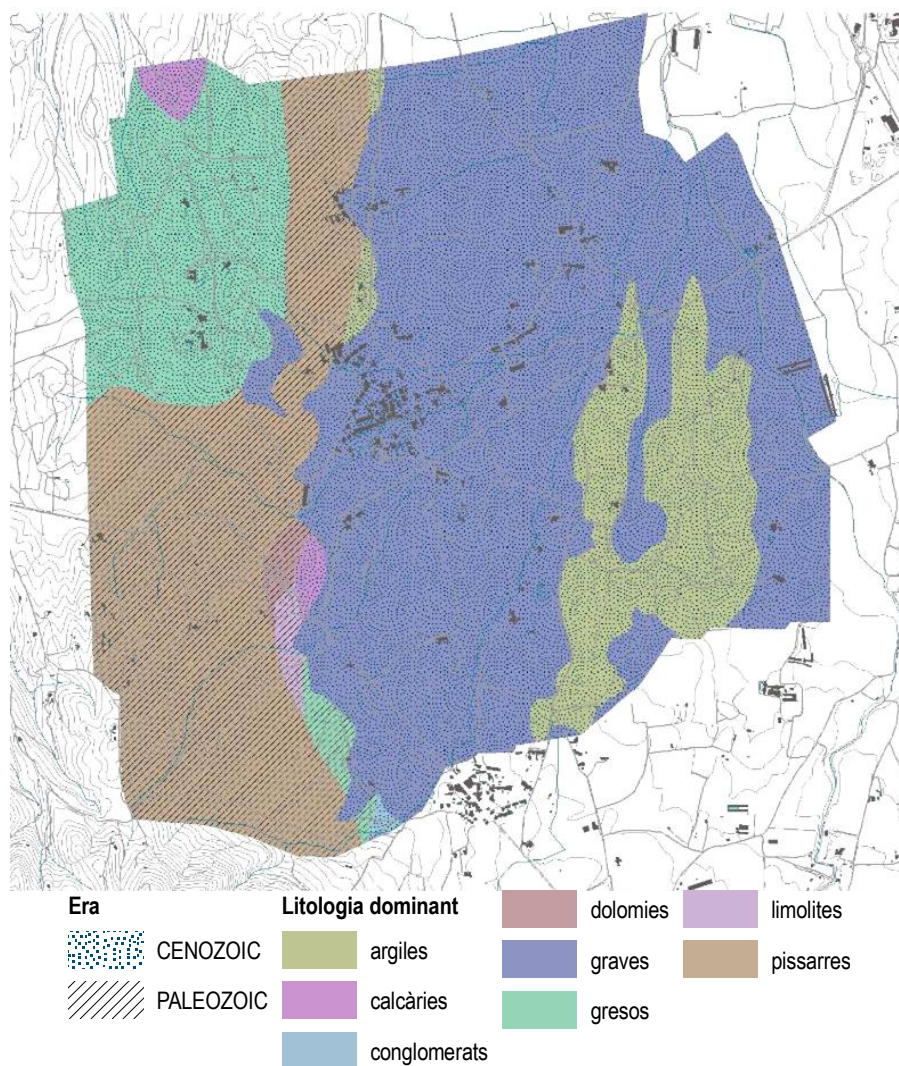 Era
CENOZOIC
PALEOZOIC
Litologia dominant
argiles
calcàries
conglomerats
dolomies
graves
gresos
limolites
pissarres